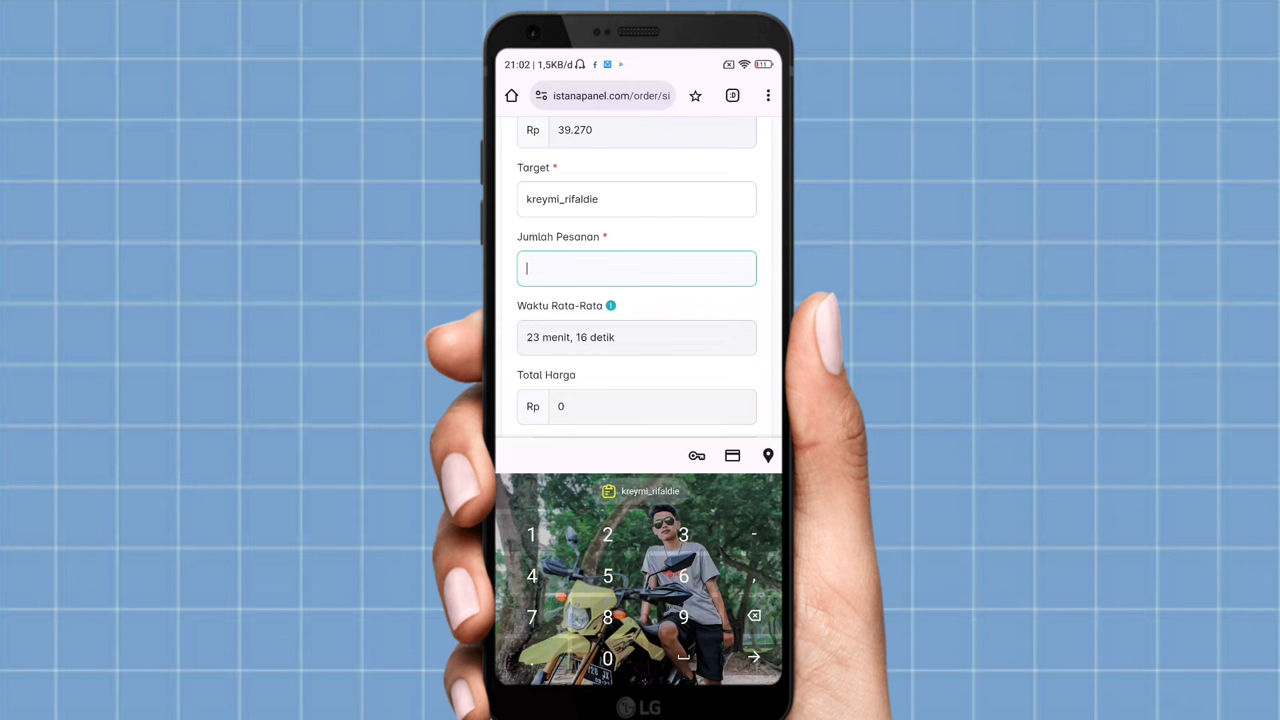 21:02 | 1,5KB/d
11
istanapanel.com/order/si
:D
Rp 39.270
Target *
kreymi_rifaldie
Jumlah Pesanan *
Waktu Rata-Rata
23 menit, 16 detik
Total Harga
Rp 0
kreymi_rifaldie
1 2 3 -
4 5 6 ,
7 8 9
. 0
LG